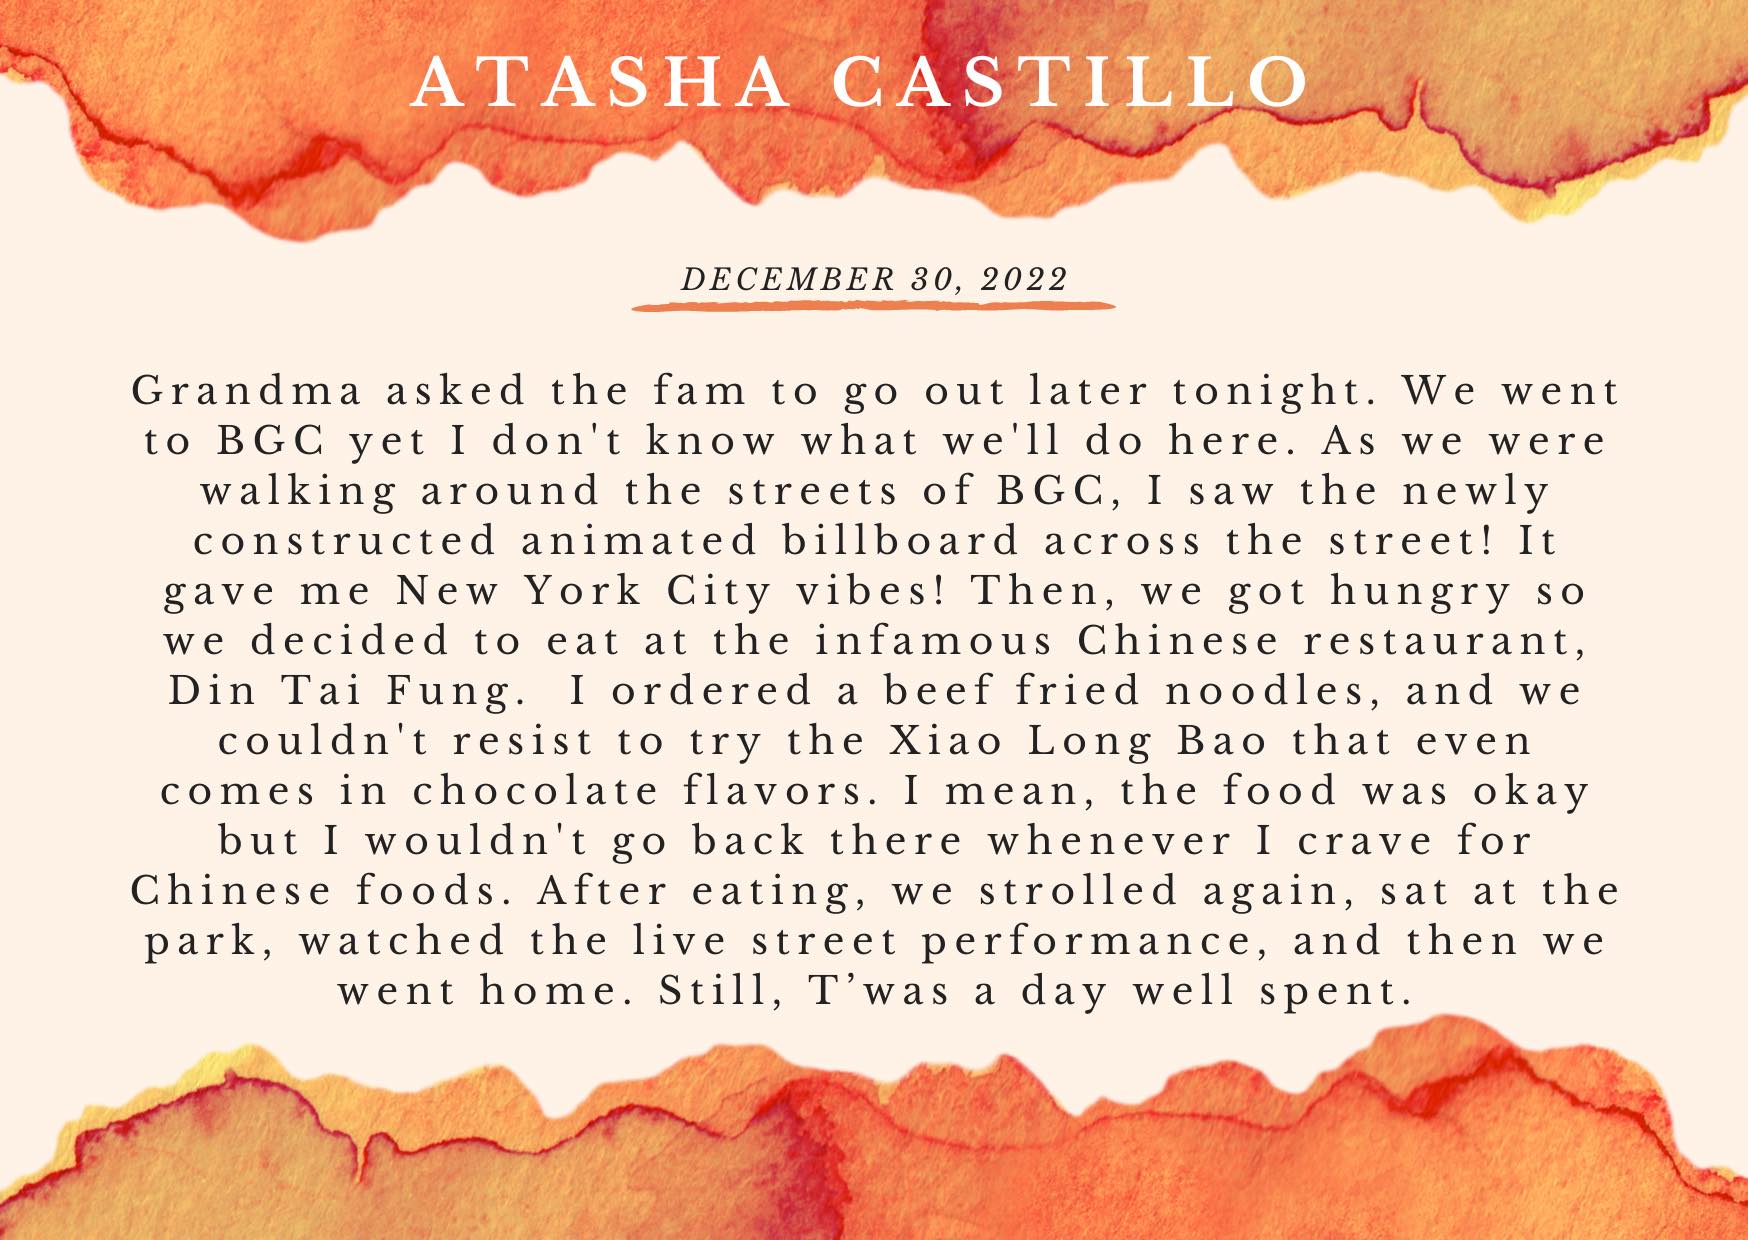 ATASHA CASTILLO
DECEMBER 30, 2022
Grandma asked the fam to go out later tonight. We went
to BGC yet I don't know what we'll do here. As we were
walking around the streets of BGC, I saw the newly
constructed animated billboard across the street! It
gave me New York City vibes! Then, we got hungry so
we decided to eat at the infamous Chinese restaurant,
Din Tai Fung.  I ordered a beef fried noodles, and we
couldn't resist to try the Xiao Long Bao that even
comes in chocolate flavors. I mean, the food was okay
but I wouldn't go back there whenever I crave for
Chinese foods. After eating, we strolled again, sat at the
park, watched the live street performance, and then we
went home. Still, T’was a day well spent.